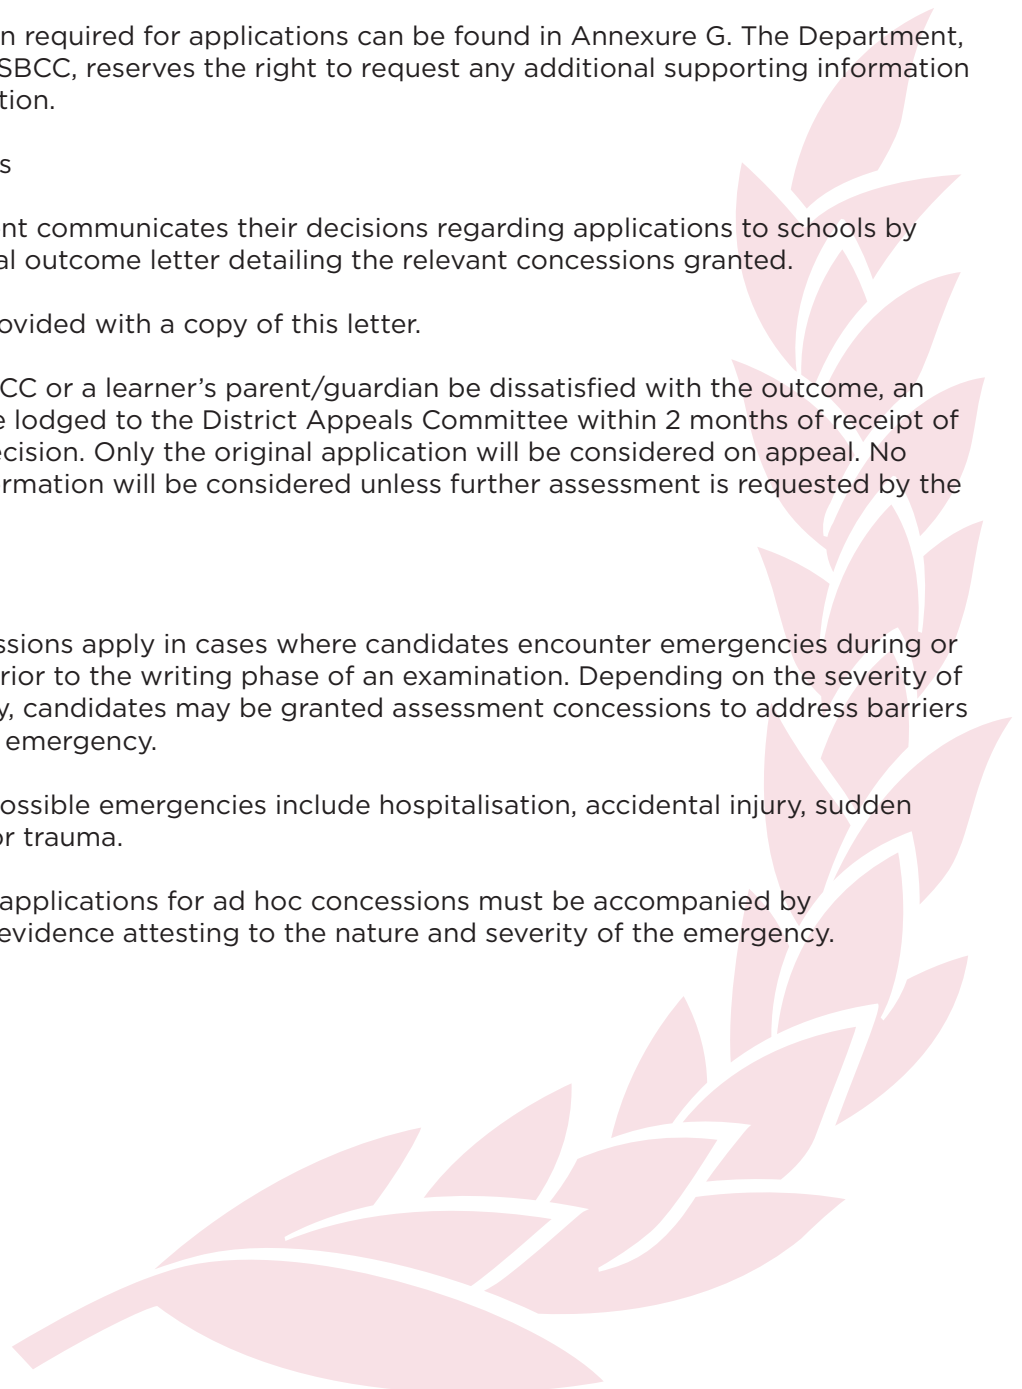 n required for applications can be found in Annexure G. The Department,
SBCC, reserves the right to request any additional supporting information
tion.
s
nt communicates their decisions regarding applications to schools by
al outcome letter detailing the relevant concessions granted.
ovided with a copy of this letter.
CC or a learner’s parent/guardian be dissatisfied with the outcome, an
e lodged to the District Appeals Committee within 2 months of receipt of
ecision. Only the original application will be considered on appeal. No
ormation will be considered unless further assessment is requested by the
ssions apply in cases where candidates encounter emergencies during or
rior to the writing phase of an examination. Depending on the severity of
y, candidates may be granted assessment concessions to address barriers
emergency.
ossible emergencies include hospitalisation, accidental injury, sudden
or trauma.
applications for ad hoc concessions must be accompanied by
evidence attesting to the nature and severity of the emergency.